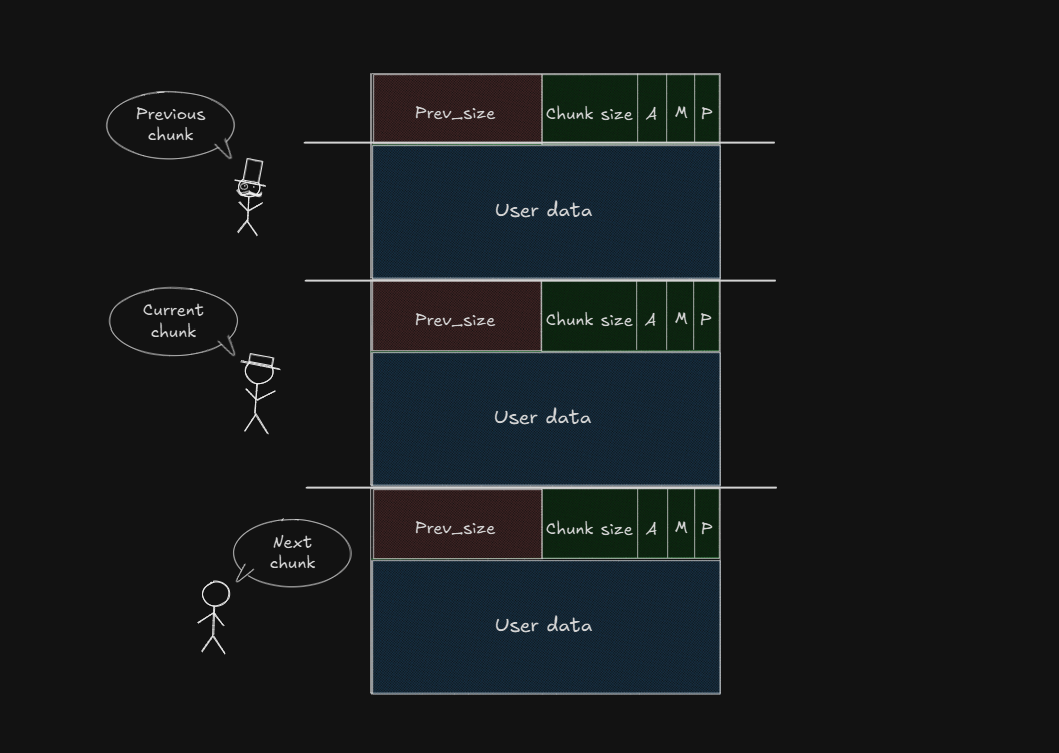 Prev_size Chunk size A M P
Previous
chunk
User data
Current
chunk
Prev_size Chunk size A M P
User data
Prev_size Chunk size A M P
Next
chunk
User data